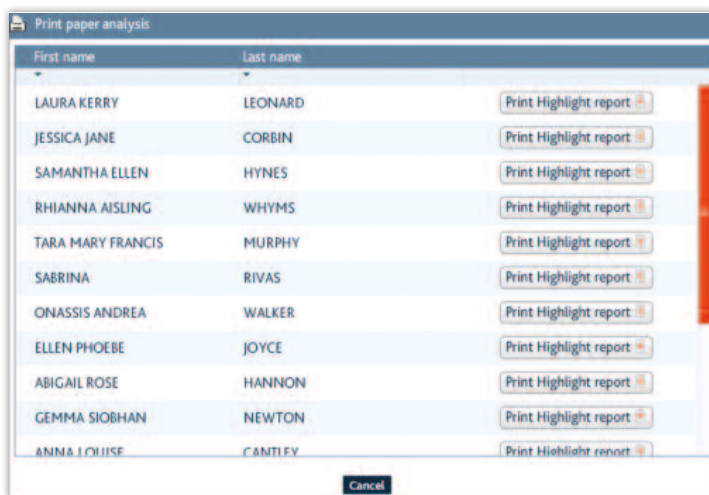 Print paper analysis
First name Last name
LAURA KERRY LEONARD Print Highlight report
JESSICA JANE CORBIN Print Highlight report
SAMANTHA ELLEN HYNES Print Highlight report
RHIANNA AISLING WHYMS Print Highlight report
TARA MARY FRANCIS MURPHY Print Highlight report
SABRINA RIVAS Print Highlight report
ONASSIS ANDREA WALKER Print Highlight report
ELLEN PHOEBE JOYCE Print Highlight report
ABIGAIL ROSE HANNON Print Highlight report
GEMMA SIOBHAN NEWTON Print Highlight report
ANNA LOUISE CANTLEY Print Highlight report
Cancel